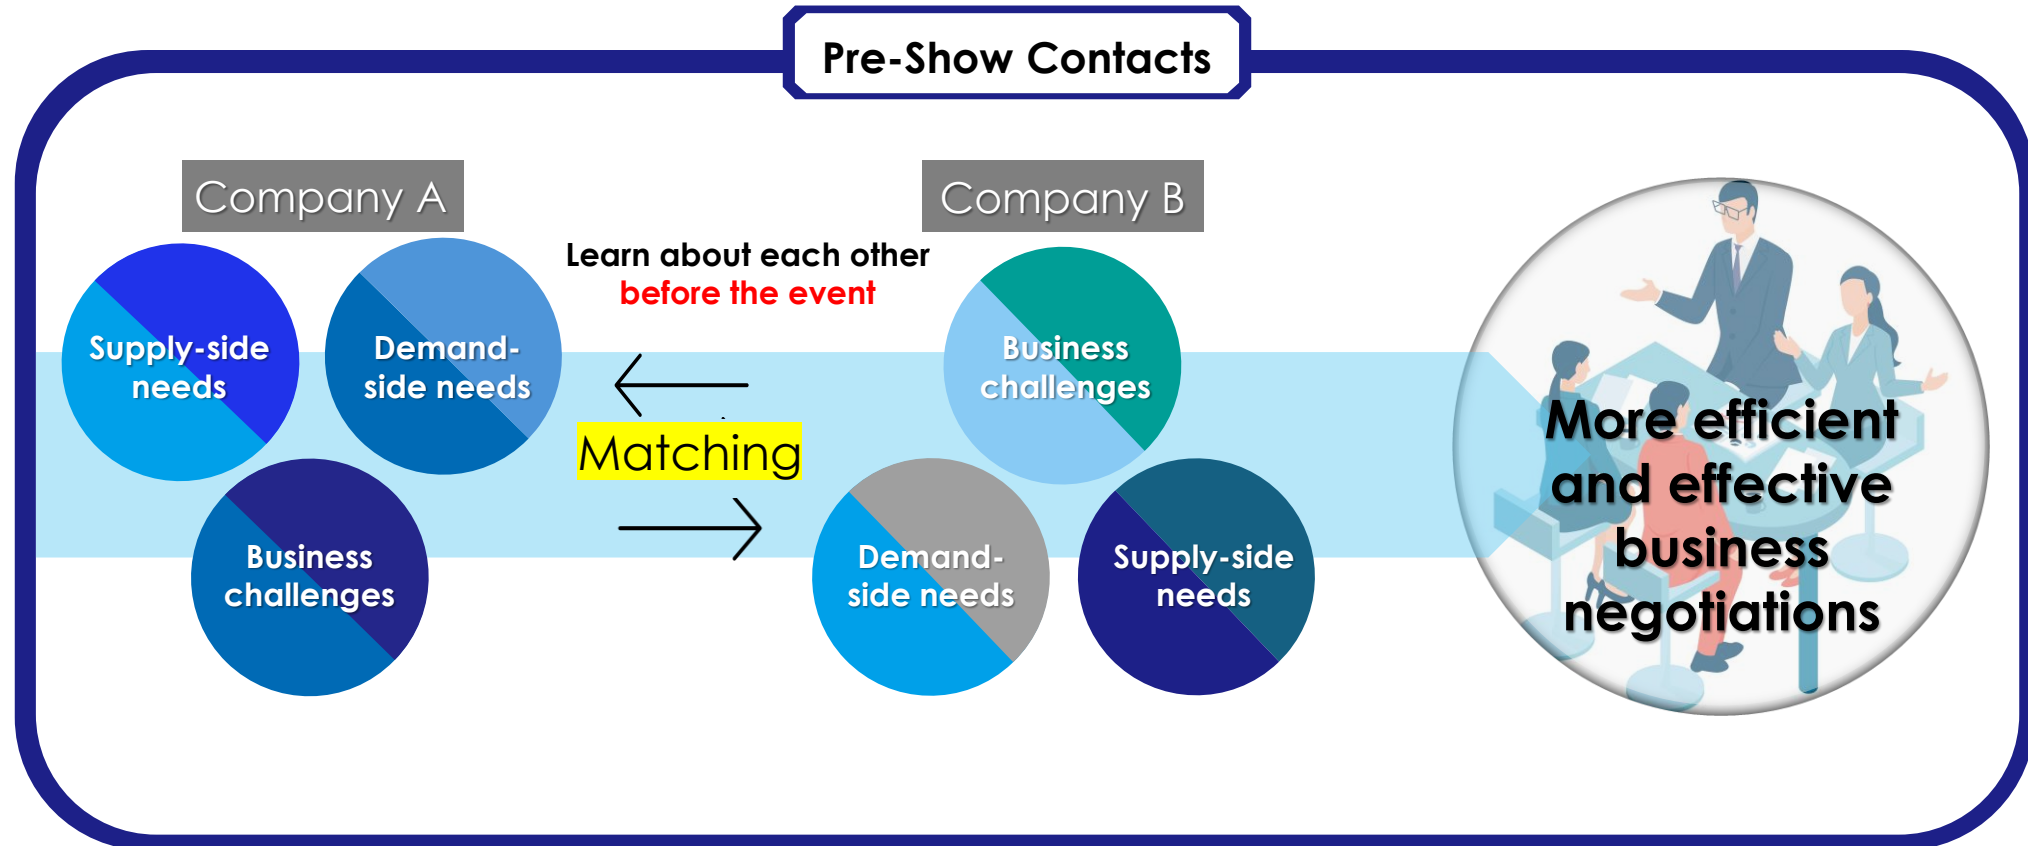 Pre-Show Contacts
Company A
Supply-side
needs
Demand-
side needs
Business
challenges
Learn about each other
before the event
Matching
Company B
Business
challenges
Demand-
side needs
Supply-side
needs
More efficient
and effective
business
negotiations